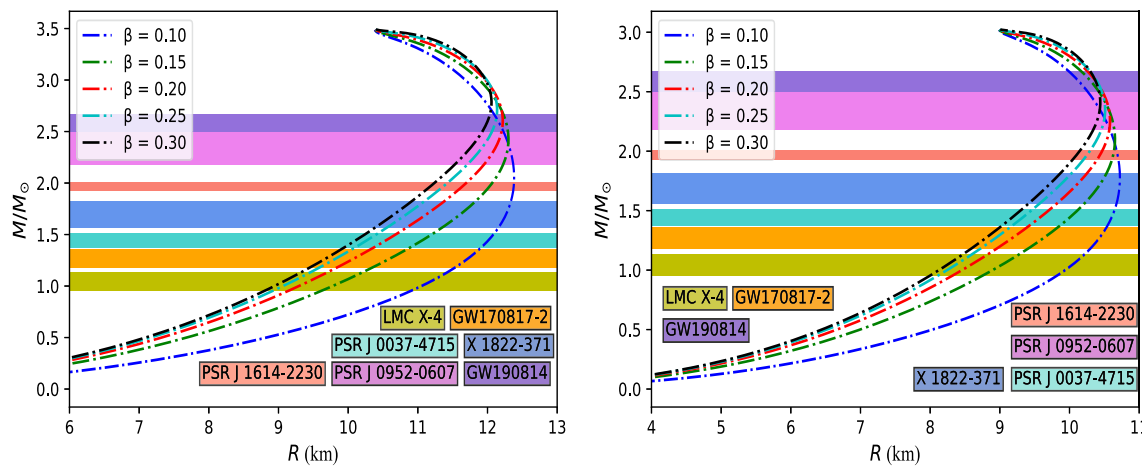 β = 0.10
β = 0.15
β = 0.20
β = 0.25
β = 0.30
M/M⊙
3.5
3.0
2.5
2.0
1.5
1.0
0.5
0.0
LMC X-4 GW170817-2
PSR J 0037-4715 X 1822-371
PSR J 1614-2230 PSR J 0952-0607 GW190814
6 7 8 9 10 11 12 13
R (km)
β = 0.10
β = 0.15
β = 0.20
β = 0.25
β = 0.30
M/M⊙
3.0
2.5
2.0
1.5
1.0
0.5
0.0
LMC X-4 GW170817-2
GW190814
PSR J 1614-2230
PSR J 0952-0607
X 1822-371 PSR J 0037-4715
4 5 6 7 8 9 10 11
R (km)